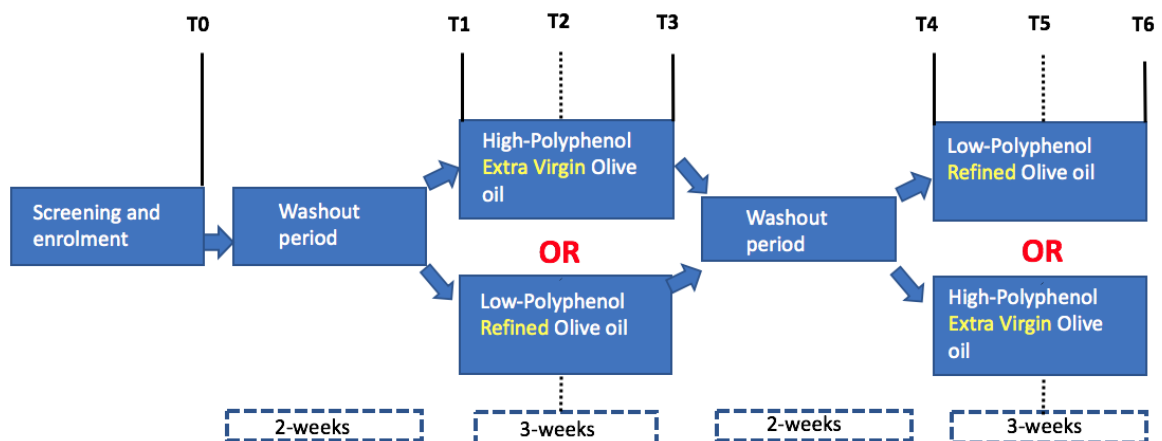 T0
T1
T2
T3
T4
T5
T6
Screening and
enrolment
Washout
period
High-Polyphenol
Extra Virgin Olive
oil
OR
Low-Polyphenol
Refined Olive oil
Washout
period
Low-Polyphenol
Refined Olive oil
OR
High-Polyphenol
Extra Virgin Olive
oil
2-weeks
3-weeks
2-weeks
3-weeks